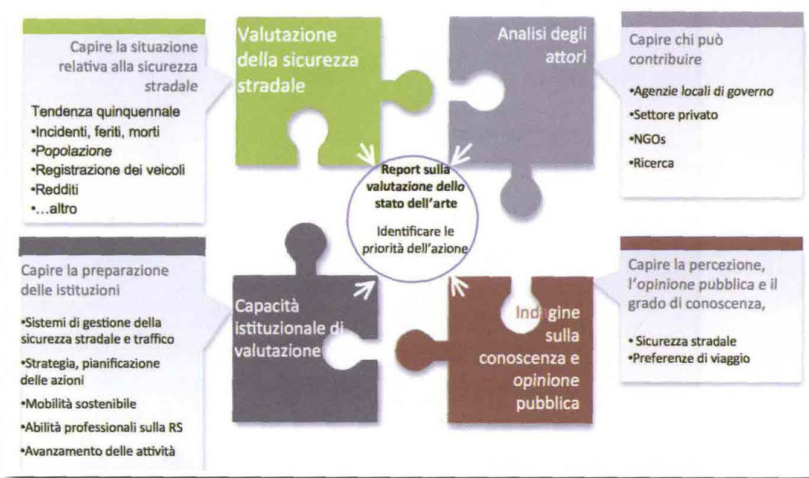 Capire la situazione
relativa alla sicurezza
stradale
Tendenza quinquennale
•Incidenti, feriti, morti
•Popolazione
•Registrazione dei veicoli
•Redditi
•...altro
Valutazione
della sicurezza
stradale
Analisi degli
attori
Capire chi può
contribuire
•Agenzie locali di governo
•Settore privato
•NGOs
•Ricerca
Report sulla
valutazione dello
stato dell'arte
Identificare le
priorità dell'azione
Capire la preparazione
delle istituzioni
•Sistemi di gestione della
sicurezza stradale e traffico
•Strategia, pianificazione
delle azioni
•Mobilità sostenibile
•Abilità professionali sulla RS
•Avanzamento delle attività
Capacità
istituzionale di
valutazione
Indagine
sulla
conoscenza e
opinione
pubblica
Capire la percezione,
l'opinione pubblica e il
grado di conoscenza,
• Sicurezza stradale
•Preferenze di viaggio